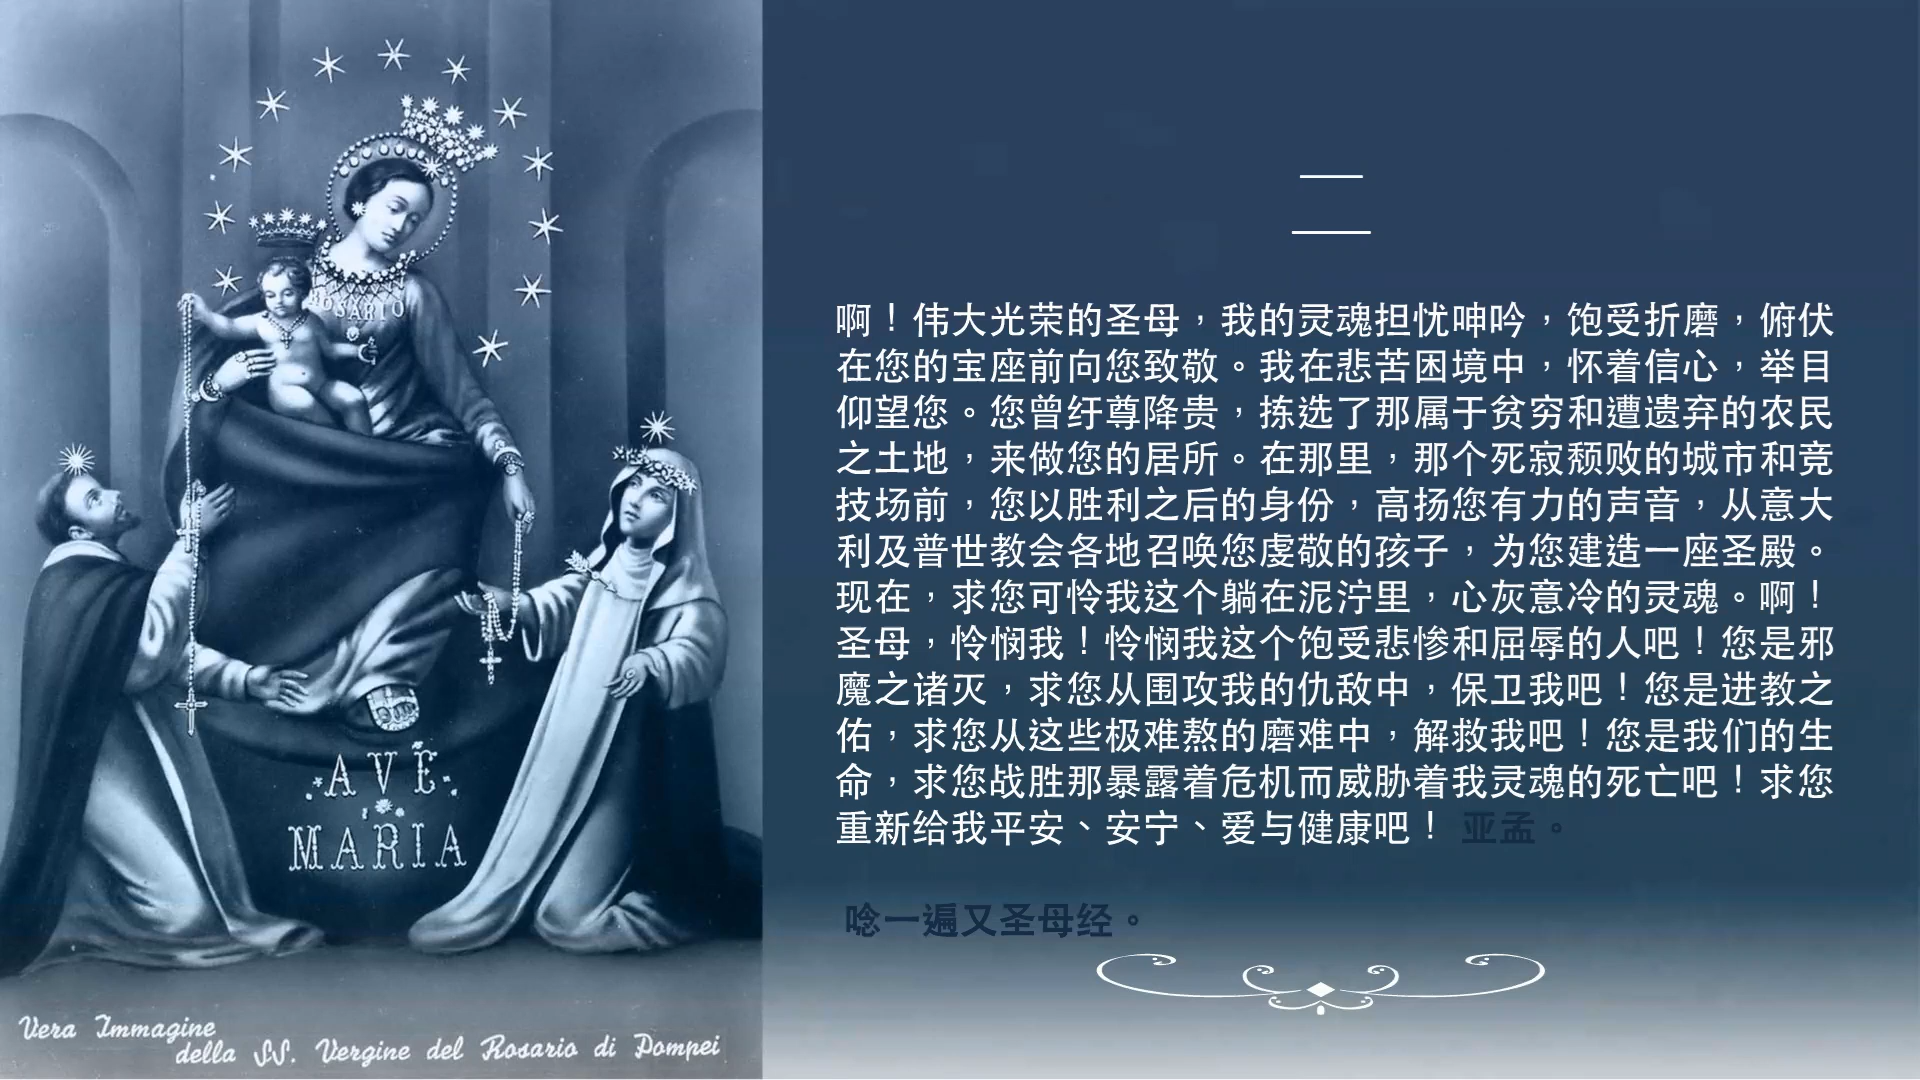 ROSARIO
AVE
MARIA
Vera Immagine
della SS. Vergine del Rosario di Pompei
二
啊！伟大光荣的圣母，我的灵魂担忧呻吟，饱受折磨，俯伏
在您的宝座前向您致敬。我在悲苦困境中，怀着信心，举目
仰望您。您曾纡尊降贵，拣选了那属于贫穷和遭遗弃的农民
之土地，来做您的居所。在那里，那个死寂颓败的城市和竞
技场前，您以胜利之后的身份，高扬您有力的声音，从意大
利及普世教会各地召唤您虔敬的孩子，为您建造一座圣殿。
现在，求您可怜我这个躺在泥泞里，心灰意冷的灵魂。啊！
圣母，怜悯我！怜悯我这个饱受悲惨和屈辱的人吧！您是邪
魔之诸灭，求您从围攻我的仇敌中，保卫我吧！您是进教之
佑，求您从这些极难熬的磨难中，解救我吧！您是我们的生
命，求您战胜那暴露着危机而威胁着我灵魂的死亡吧！求您
重新给我平安、安宁、爱与健康吧！ 亚孟。
唸一遍又圣母经。